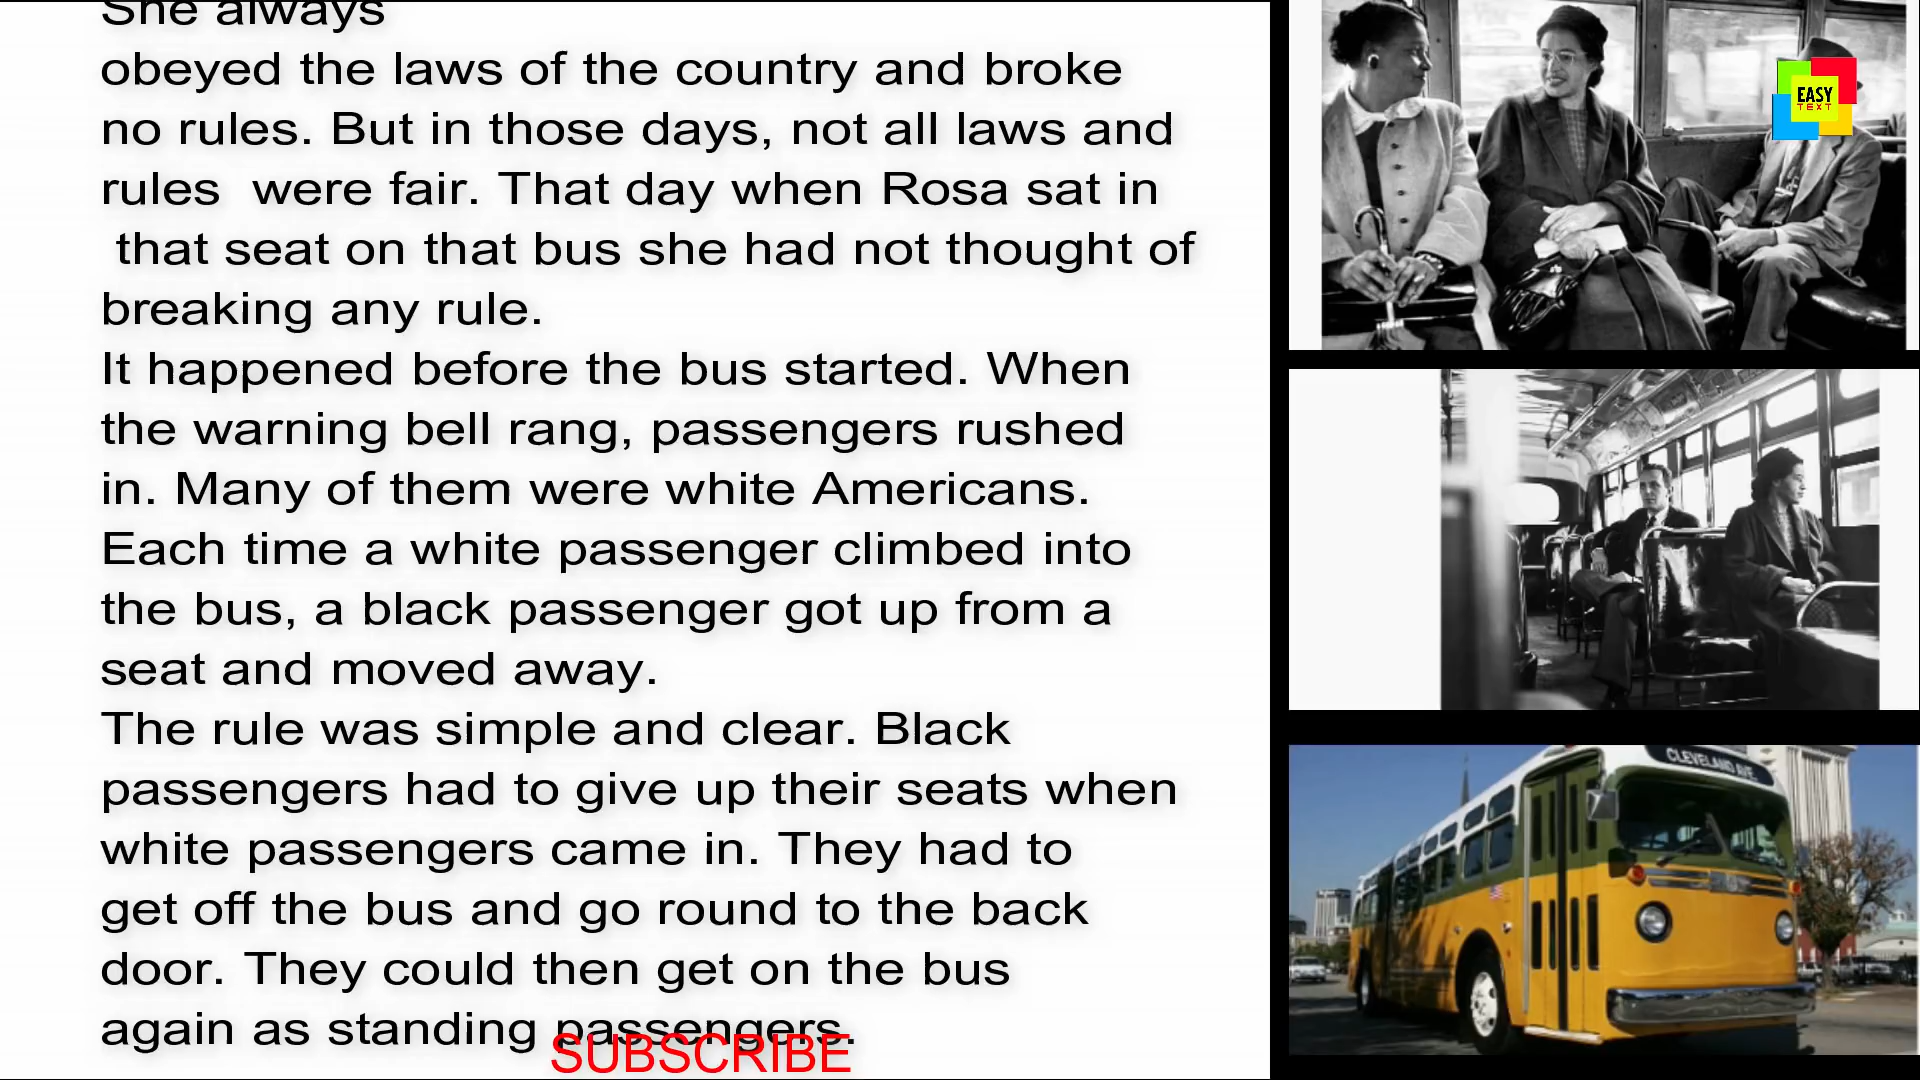 She always
obeyed the laws of the country and broke
no rules. But in those days, not all laws and
rules were fair. That day when Rosa sat in
that seat on that bus she had not thought of
breaking any rule.
It happened before the bus started. When
the warning bell rang, passengers rushed
in. Many of them were white Americans.
Each time a white passenger climbed into
the bus, a black passenger got up from a
seat and moved away.
The rule was simple and clear. Black
passengers had to give up their seats when
white passengers came in. They had to
get off the bus and go round to the back
door. They could then get on the bus
again as standing passengers.
SUBSCRIBE
EASY
TEXT
CLEVELAND AVE